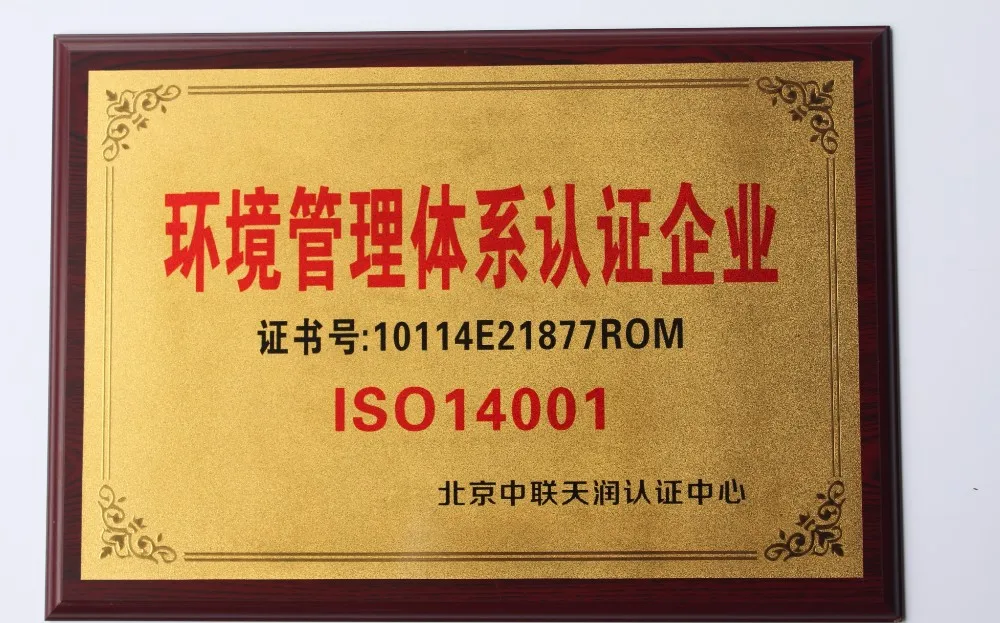 环境管理体系认证企业
证书号:10114E21877ROM
ISO14001
北京中联天润认证中心